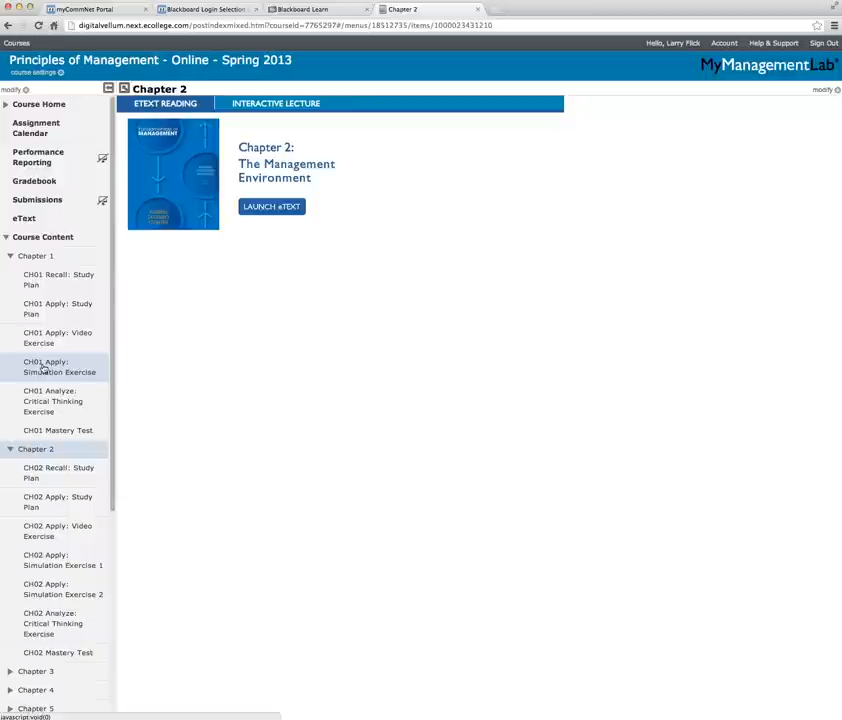 myCommNet Portal
Blackboard Login Selection
Blackboard Learn
Chapter 2
digitalvellum.next.ecollege.com/postindexmixed.html?courseId=7765297#/menus/18512735/items/1000023431210
Courses
Hello, Larry Flick Account Help & Support Sign Out
Principles of Management - Online - Spring 2013
course settings
MyManagementLab®
modify
Chapter 2
modify
ETEXT READING
INTERACTIVE LECTURE
Course Home
Assignment
Calendar
Performance
Reporting
Gradebook
Submissions
eText
Course Content
Chapter 1
CH01 Recall: Study
Plan
CH01 Apply: Study
Plan
CH01 Apply: Video
Exercise
CH01 Apply:
Simulation Exercise
CH01 Analyze:
Critical Thinking
Exercise
CH01 Mastery Test
Chapter 2
CH02 Recall: Study
Plan
CH02 Apply: Study
Plan
CH02 Apply: Video
Exercise
CH02 Apply:
Simulation Exercise 1
CH02 Apply:
Simulation Exercise 2
CH02 Analyze:
Critical Thinking
Exercise
CH02 Mastery Test
Chapter 3
Chapter 4
Chapter 5
MANAGEMENT
Chapter 2:
The Management
Environment
LAUNCH eTEXT
javascript:void(0)